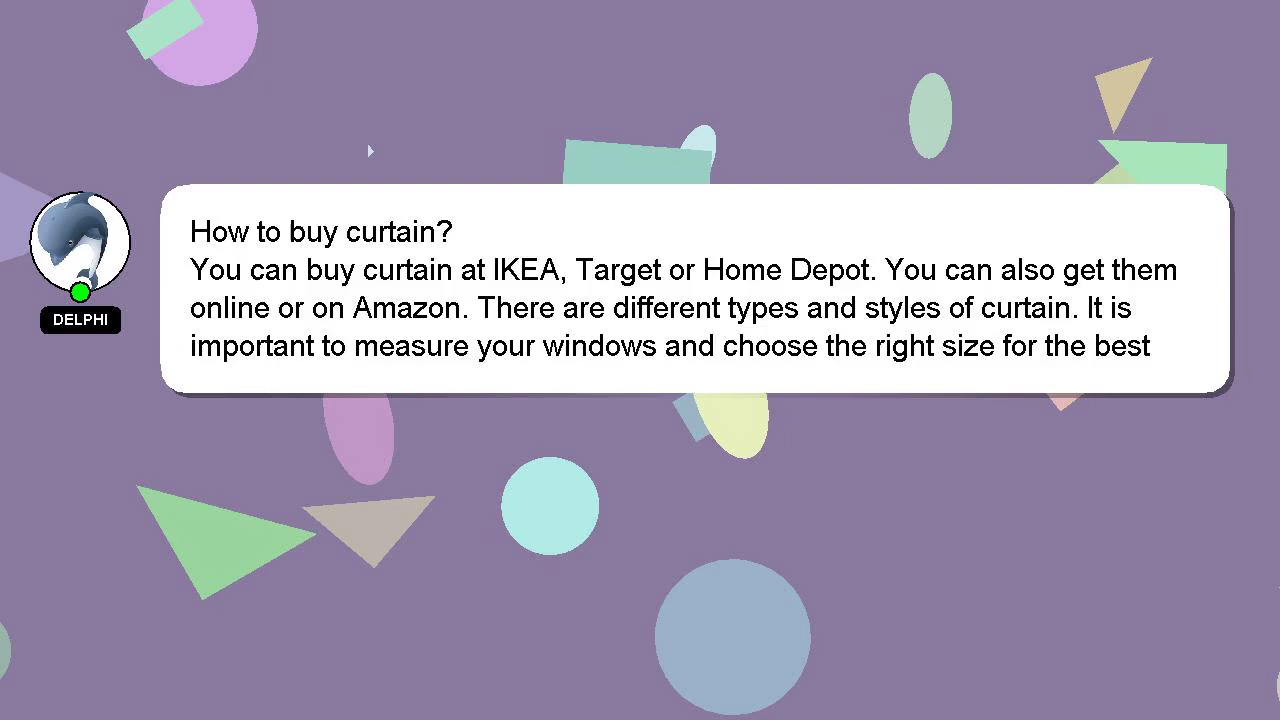 How to buy curtain?
You can buy curtain at IKEA, Target or Home Depot. You can also get them
online or on Amazon. There are different types and styles of curtain. It is
important to measure your windows and choose the right size for the best
DELPHI